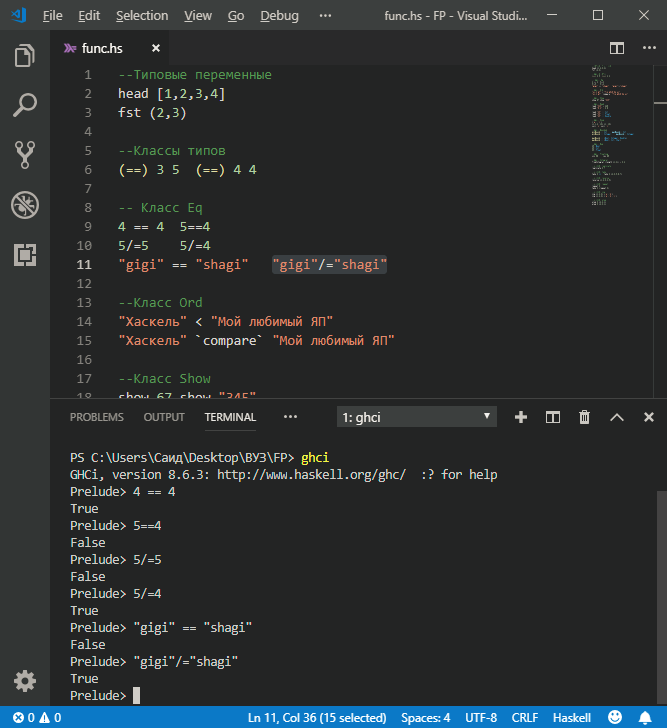 File Edit Selection View Go Debug ··· func.hs - FP - Visual Studi...
func.hs
1 --Типовые переменные
2 head [1,2,3,4]
3 fst (2,3)
4
5 --Классы типов
6 (==) 3 5  (==) 4 4
7
8 -- Класс Eq
9 4 == 4  5==4
10 5/=5    5/=4
11 "gigi" == "shagi"   "gigi"/="shagi"
12
13 --Класс Ord
14 "Хаскель" < "Мой любимый ЯП"
15 "Хаскель" `compare` "Мой любимый ЯП"
16
17 --Класс Show
18 show 67 show "345"
PROBLEMS OUTPUT TERMINAL ··· 1: ghci
PS C:\Users\Саид\Desktop\ВУЗ\FP> ghci
GHCi, version 8.6.3: http://www.haskell.org/ghc/  :? for help
Prelude> 4 == 4
True
Prelude> 5==4
False
Prelude> 5/=5
False
Prelude> 5/=4
True
Prelude> "gigi" == "shagi"
False
Prelude> "gigi"/="shagi"
True
Prelude>
0 0 Ln 11, Col 36 (15 selected) Spaces: 4 UTF-8 CRLF Haskell